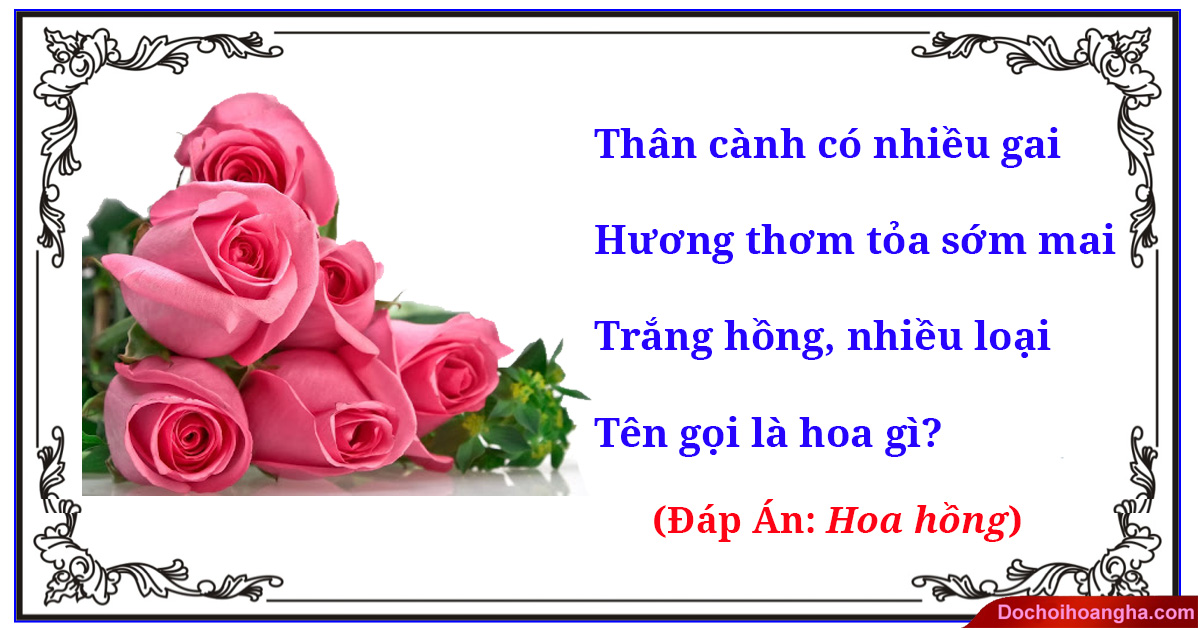 Thân cành có nhiều gai
Hương thơm tỏa sớm mai
Trắng hồng, nhiều loại
Tên gọi là hoa gì?
(Đáp Án: Hoa hồng)
Dochoihoangha.com